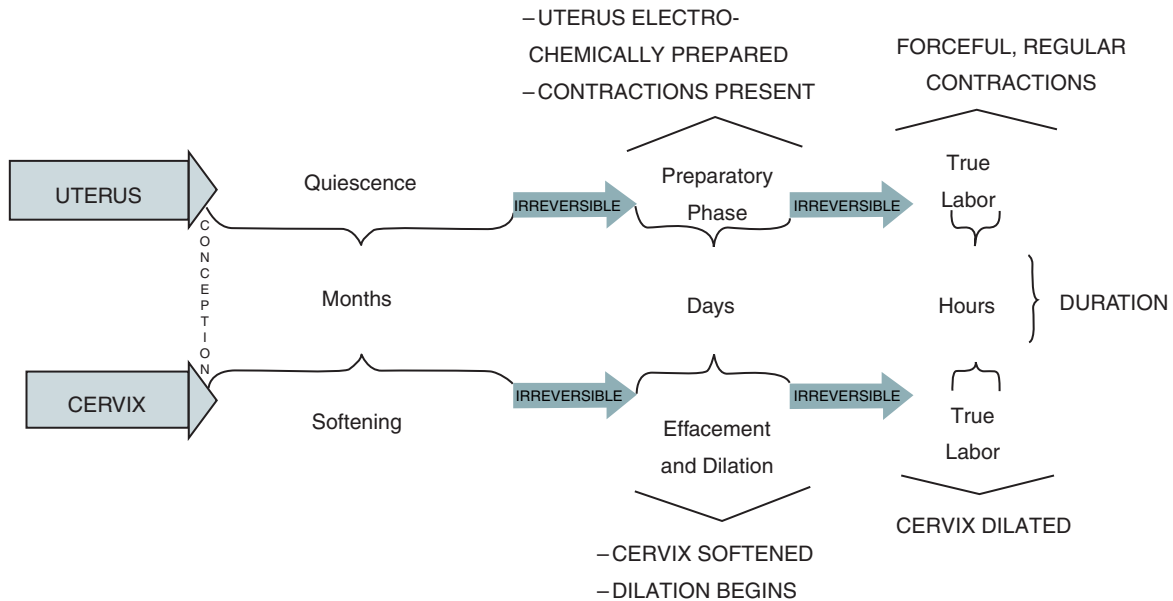 –UTERUS ELECTRO-
CHEMICALLY PREPARED
–CONTRACTIONS PRESENT
FORCEFUL, REGULAR
CONTRACTIONS
UTERUS
Quiescence
IRREVERSIBLE
Preparatory
Phase
IRREVERSIBLE
True
Labor
CONCEPTION
Months
Days
Hours
DURATION
CERVIX
Softening
IRREVERSIBLE
Effacement
and Dilation
IRREVERSIBLE
True
Labor
–CERVIX SOFTENED
–DILATION BEGINS
CERVIX DILATED